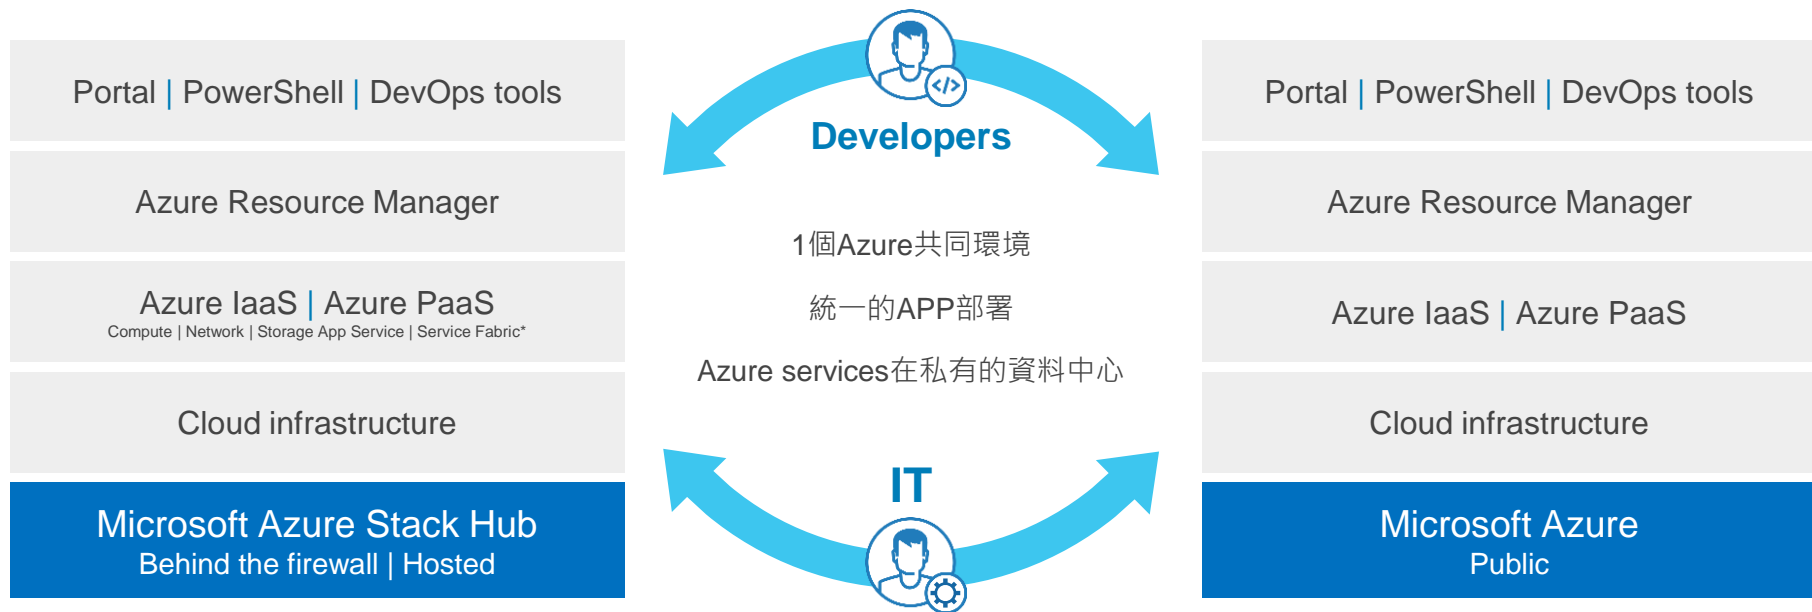 Portal | PowerShell | DevOps tools
Azure Resource Manager
Azure IaaS | Azure PaaS
Compute | Network | Storage App Service | Service Fabric*
Cloud infrastructure
Microsoft Azure Stack Hub
Behind the firewall | Hosted
</>
Developers
1個Azure共同環境
統一的APP部署
Azure services在私有的資料中心
IT
Portal | PowerShell | DevOps tools
Azure Resource Manager
Azure IaaS | Azure PaaS
Cloud infrastructure
Microsoft Azure
Public